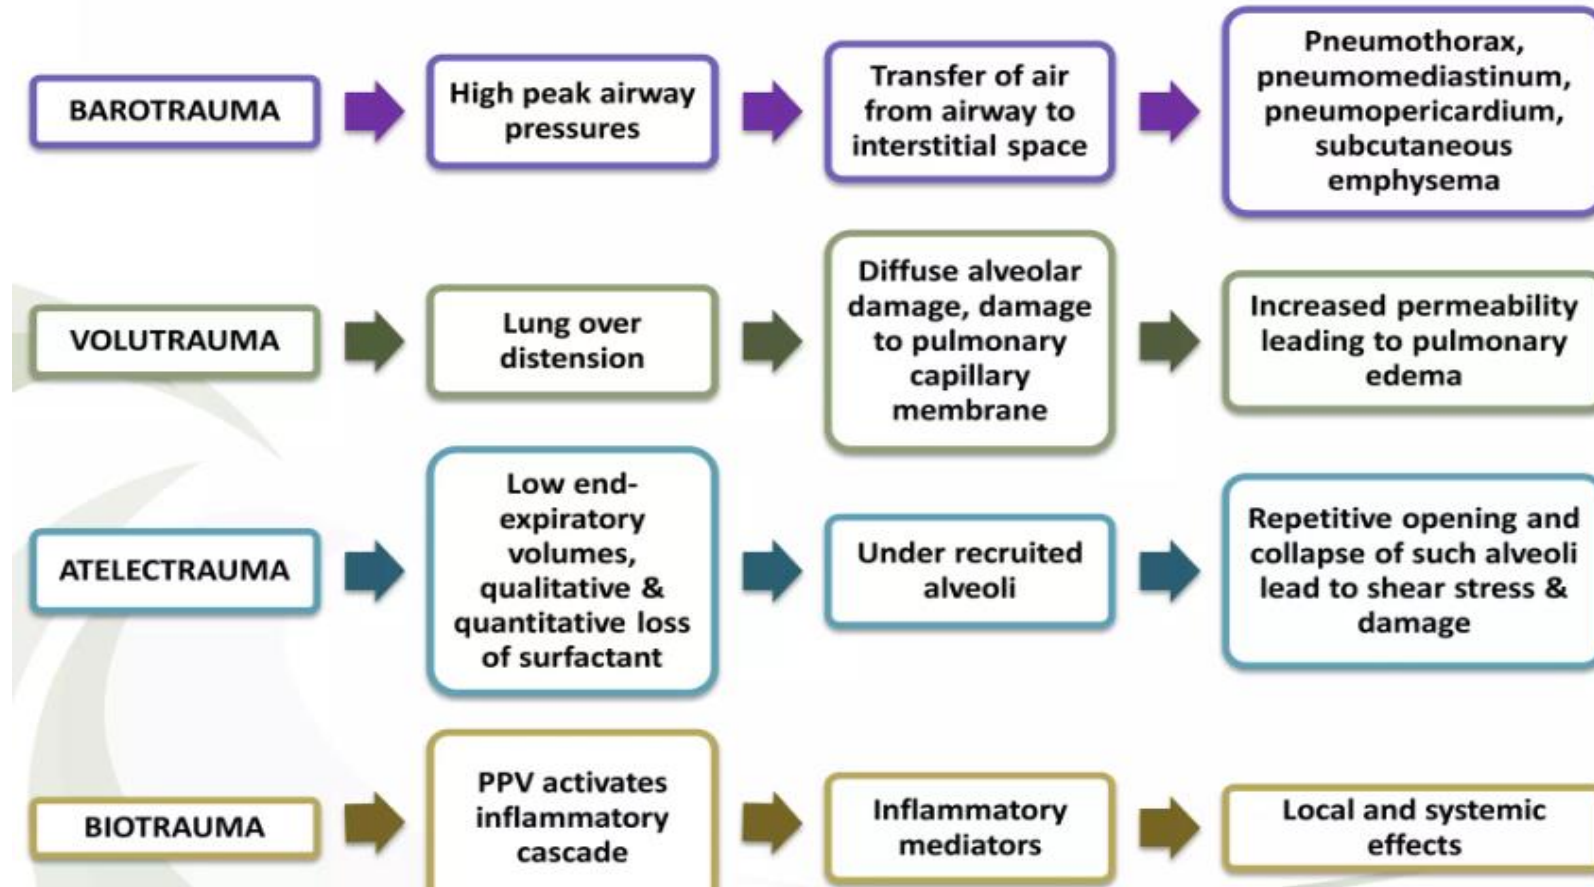 BAROTRAUMA
High peak airway
pressures
Transfer of air
from airway to
interstitial space
Pneumothorax,
pneumomediastinum,
pneumopericardium,
subcutaneous
emphysema
VOLUTRAUMA
Lung over
distension
Diffuse alveolar
damage, damage
to pulmonary
capillary
membrane
Increased permeability
leading to pulmonary
edema
ATELECTRAUMA
Low end-
expiratory
volumes,
qualitative &
quantitative loss
of surfactant
Under recruited
alveoli
Repetitive opening and
collapse of such alveoli
lead to shear stress &
damage
BIOTRAUMA
PPV activates
inflammatory
cascade
Inflammatory
mediators
Local and systemic
effects